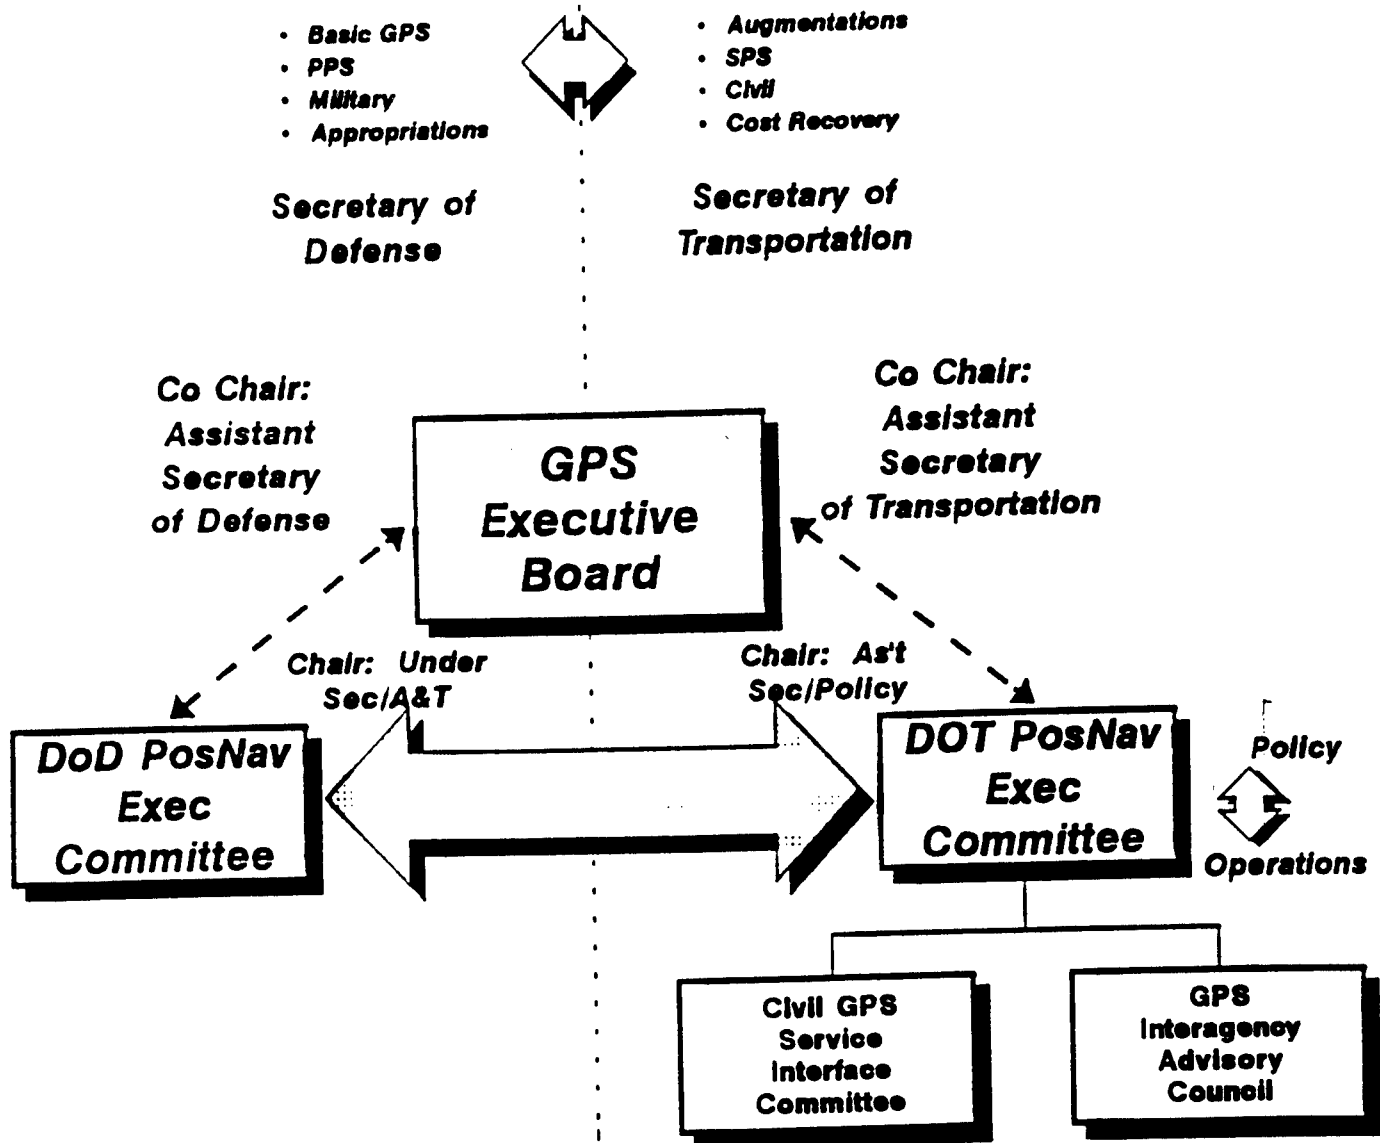 • Basic GPS
• PPS
• Military
• Appropriations
• Augmentations
• SPS
• Civil
• Cost Recovery
Secretary of
Defense
Secretary of
Transportation
Co Chair:
Assistant
Secretary
of Defense
Co Chair:
Assistant
Secretary
of Transportation
GPS
Executive
Board
Chair: Under
Sec/A&T
Chair: As't
Sec/Policy
DoD PosNav
Exec
Committee
DOT PosNav
Exec
Committee
Policy
Operations
Civil GPS
Service
Interface
Committee
GPS
Interagency
Advisory
Council